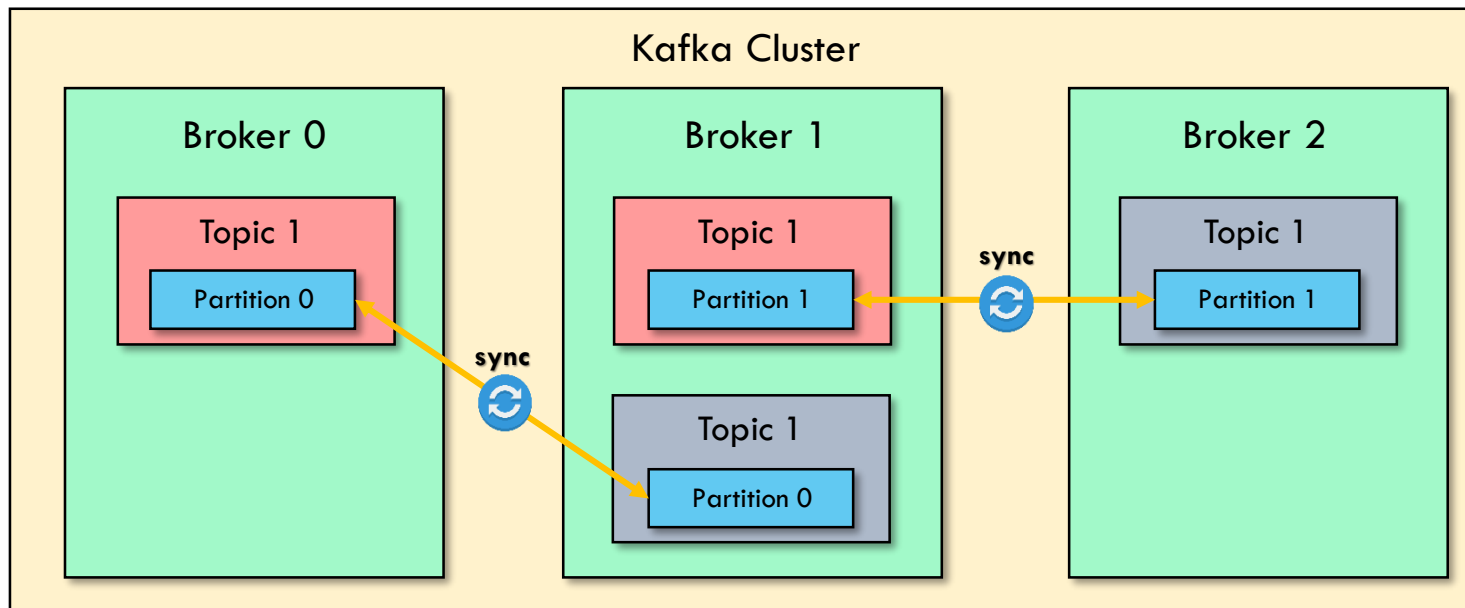 Kafka Cluster
Broker 0
Broker 1
Broker 2
Topic 1
Topic 1
Topic 1
sync
Partition 0
Partition 1
Partition 1
sync
Topic 1
Partition 0